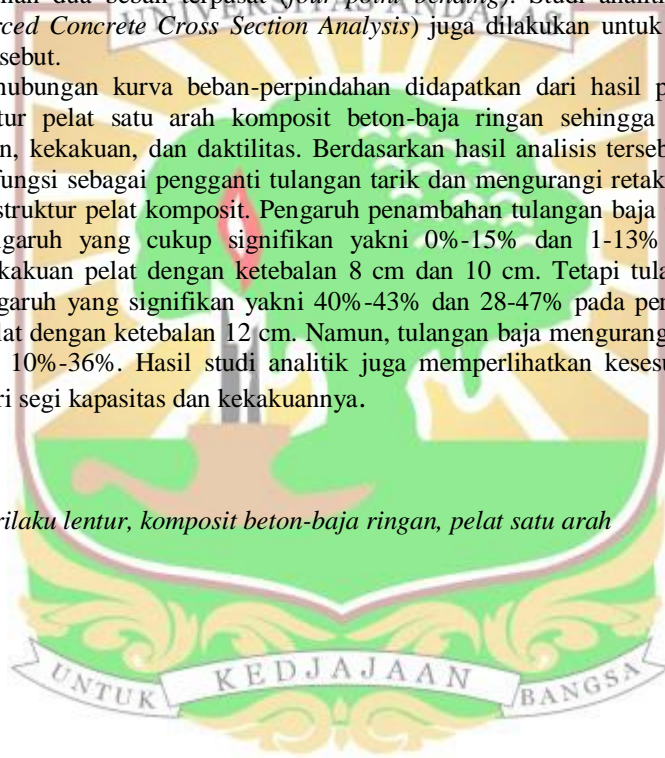 dua beban terpusat (four point bending). Studi analiti
rced Concrete Cross Section Analysis) juga dilakukan untuk
sebut.
hubungan kurva beban-perpindahan didapatkan dari hasil p
tur pelat satu arah komposit beton-baja ringan sehingga
n, kekakuan, dan daktilitas. Berdasarkan hasil analisis terseb
fungsi sebagai pengganti tulangan tarik dan mengurangi retak
struktur pelat komposit. Pengaruh penambahan tulangan baja
ngaruh yang cukup signifikan yakni 0%-15% dan 1-13%
kakuan pelat dengan ketebalan 8 cm dan 10 cm. Tetapi tula
garuh yang signifikan yakni 40%-43% dan 28-47% pada per
lat dengan ketebalan 12 cm. Namun, tulangan baja mengurang
10%-36%. Hasil studi analitik juga memperlihatkan kesesu
ri segi kapasitas dan kekakuannya.
rilaku lentur, komposit beton-baja ringan, pelat satu arah
UNTUK KEDJAJAAN BANGSA